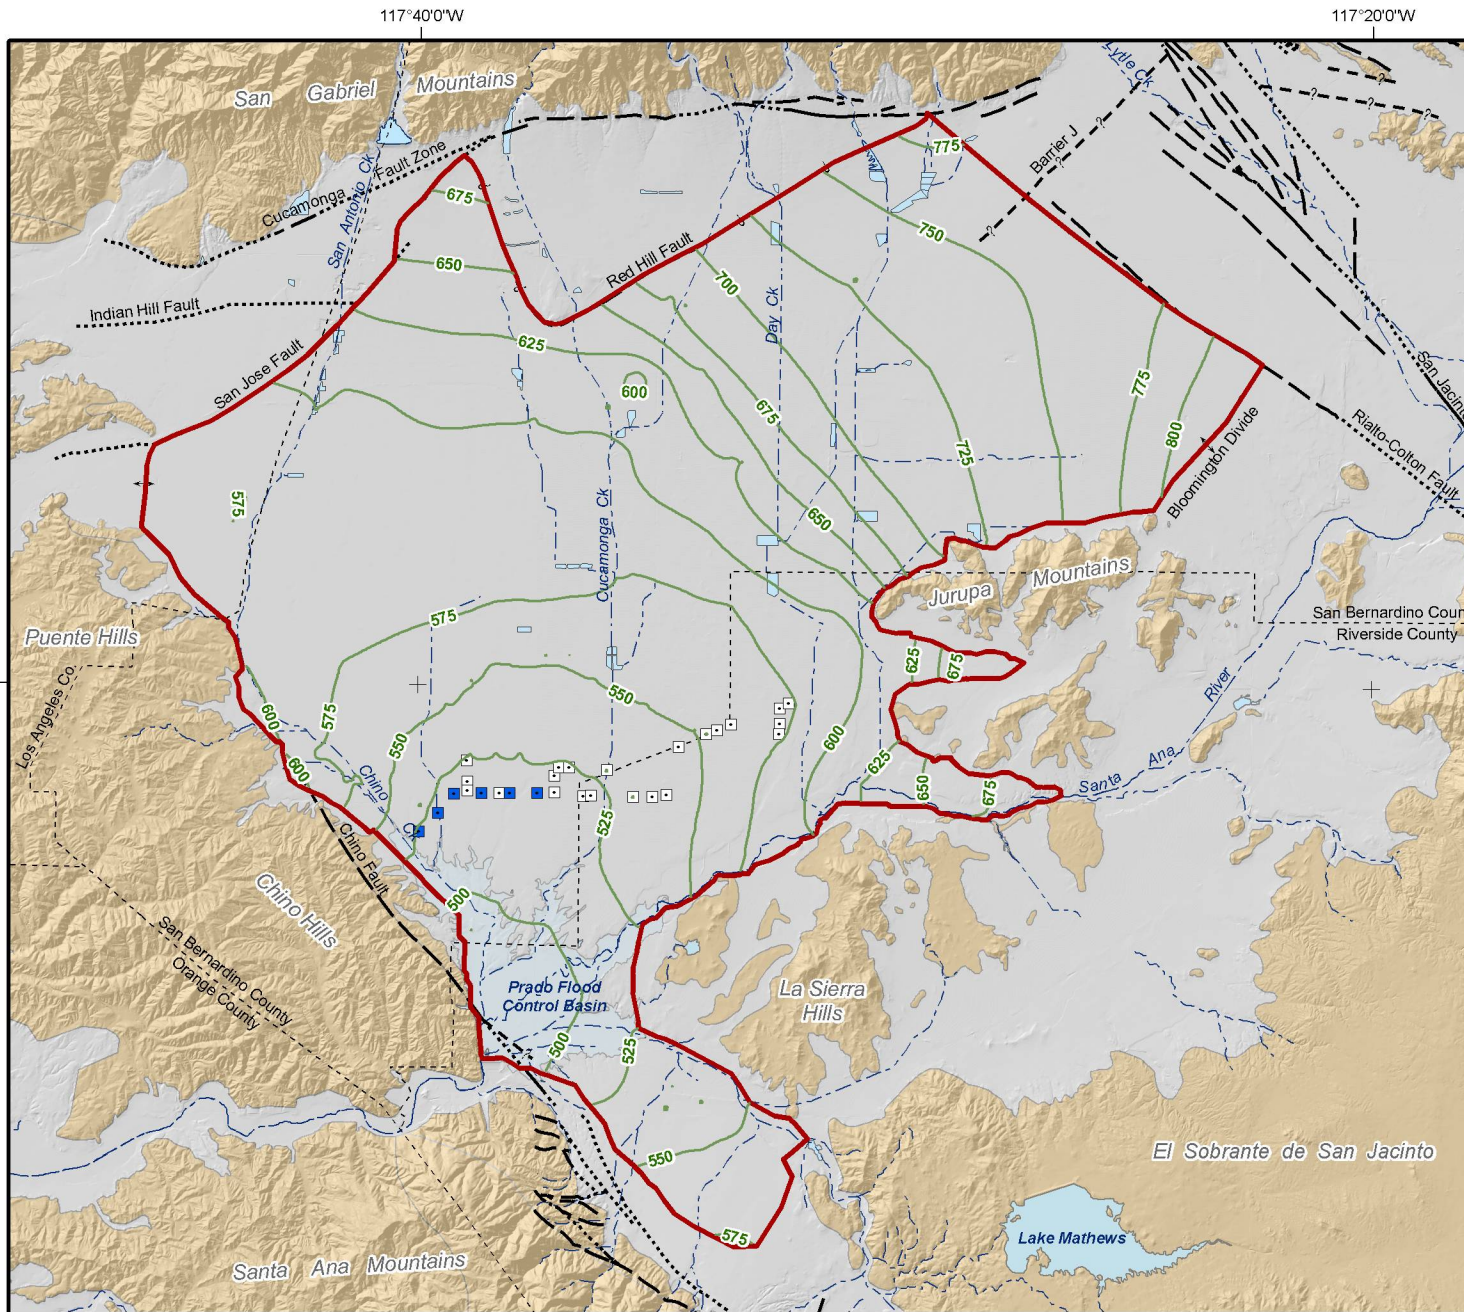 117°40'0"W
117°20'0"W
San Gabriel Mountains
Lytle Ck
?
?
?
?
Barrier J
?
?
?
San Antonio Ck
Cucamonga Fault Zone
775
675
750
650
Red Hill Fault
700
Indian Hill Fault
Day Ck
625
San Jose Fault
600
675
775
San Jacinto
800
725
Bloomington Divide
Rialto-Colton Fault
575
650
Cucamonga Ck
Jurupa Mountains
575
San Bernardino Coun
Riverside County
Puente Hills
625
675
Los Angeles Co
550
River
600
575
550
600
Santa Ana
625
600
Chino Ck
650
675
525
Chino Fault
Chino Hills
500
San Bernardino County
Orange County
Prado Flood
Control Basin
La Sierra
Hills
500
525
550
El Sobrante de San Jacinto
575
Lake Mathews
Santa Ana Mountains